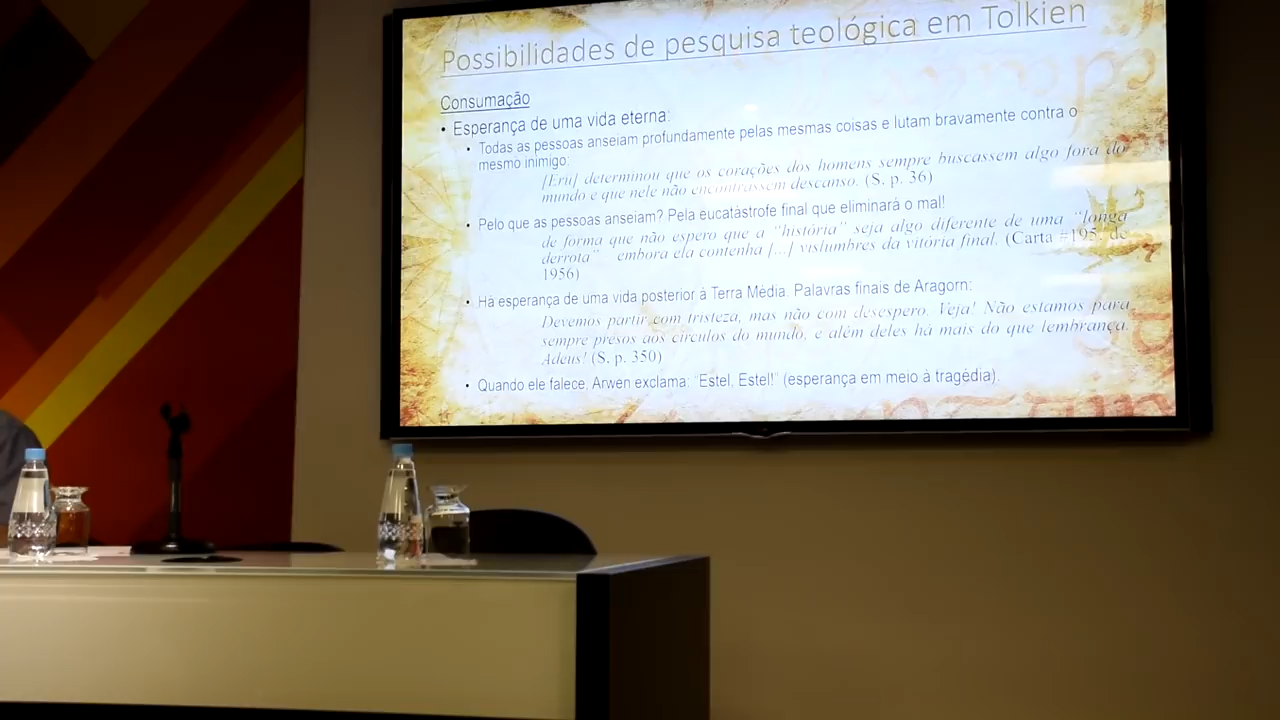 Possibilidades de pesquisa teológica em Tolkien
Consumação
• Esperança de uma vida eterna:
• Todas as pessoas anseiam profundamente pelas mesmas coisas e lutam bravamente contra o
mesmo inimigo:
[Eru] determinou que os corações dos homens sempre buscassem algo fora do
mundo e que nele não encontrassem descanso. (S. p. 36)
• Pelo que as pessoas anseiam? Pela eucatástrofe final que eliminará o mal!
de forma que não espero que a "história" seja algo diferente de uma "longa
derrota" embora ela contenha [...] vislumbres da vitória final. (Carta #195, de
1956)
• Há esperança de uma vida posterior à Terra Média. Palavras finais de Aragorn:
Devemos partir com tristeza, mas não com desespero. Veja! Não estamos para
sempre presos aos círculos do mundo, e além deles há mais do que lembrança.
Adeus! (S. p. 350)
• Quando ele falece, Arwen exclama: "Estel, Estel!" (esperança em meio à tragédia).